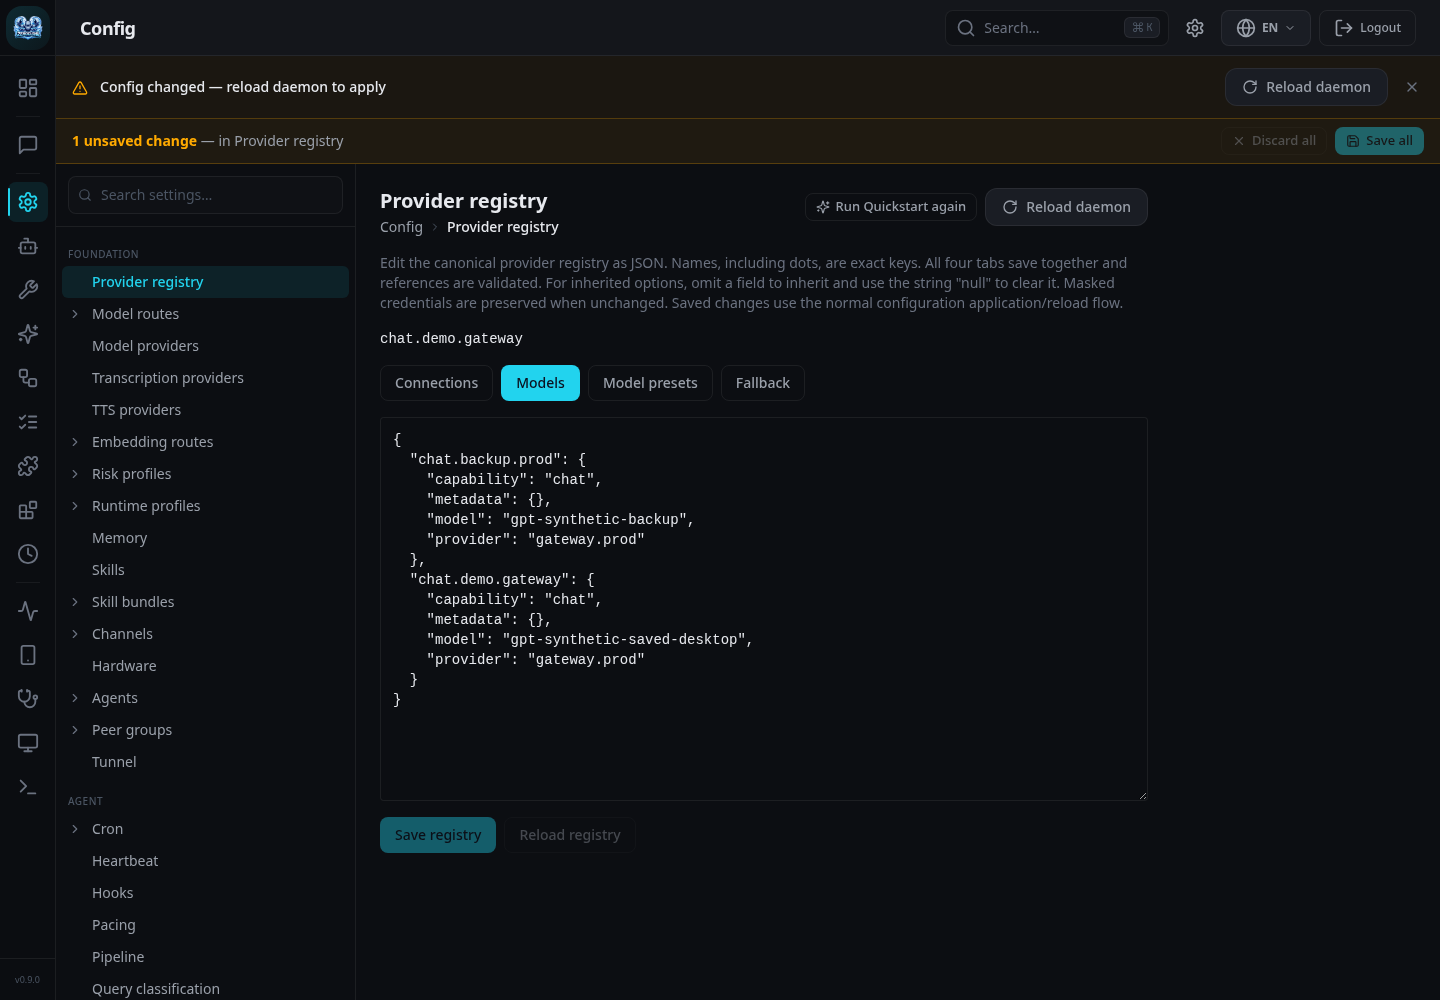 Config
Search...
⌘ K
EN
Logout
Config changed — reload daemon to apply
Reload daemon
1 unsaved change — in Provider registry
Discard all
Save all
Search settings...
FOUNDATION
Provider registry
Model routes
Model providers
Transcription providers
TTS providers
Embedding routes
Risk profiles
Runtime profiles
Memory
Skills
Skill bundles
Channels
Hardware
Agents
Peer groups
Tunnel
AGENT
Cron
Heartbeat
Hooks
Pacing
Pipeline
Query classification
v0.9.0
Provider registry
Config > Provider registry
Run Quickstart again
Reload daemon
Edit the canonical provider registry as JSON. Names, including dots, are exact keys. All four tabs save together and
references are validated. For inherited options, omit a field to inherit and use the string "null" to clear it. Masked
credentials are preserved when unchanged. Saved changes use the normal configuration application/reload flow.
chat.demo.gateway
Connections
Models
Model presets
Fallback
{
  "chat.backup.prod": {
    "capability": "chat",
    "metadata": {},
    "model": "gpt-synthetic-backup",
    "provider": "gateway.prod"
  },
  "chat.demo.gateway": {
    "capability": "chat",
    "metadata": {},
    "model": "gpt-synthetic-saved-desktop",
    "provider": "gateway.prod"
  }
}
Save registry
Reload registry